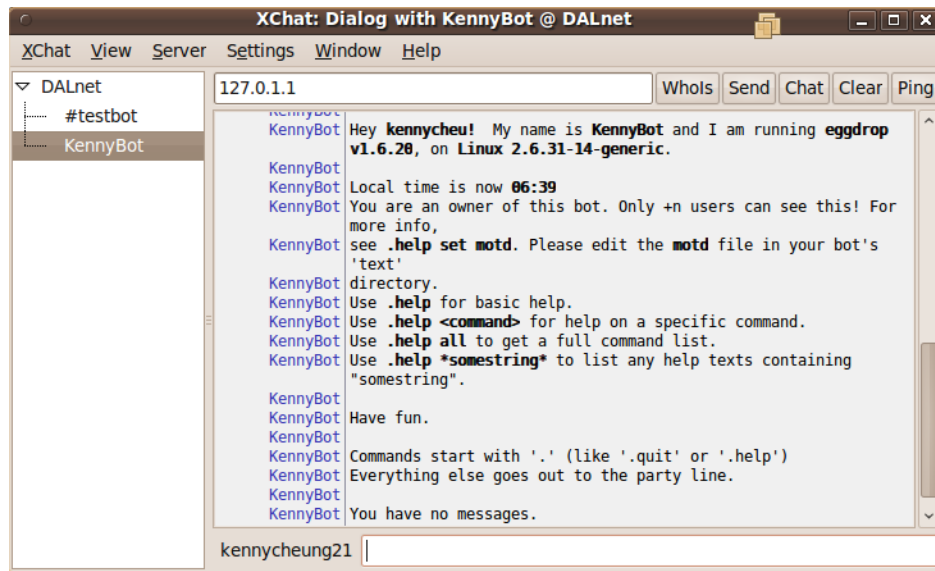 XChat: Dialog with KennyBot @ DALnet
XChat View Server Settings Window Help
DALnet
#testbot
KennyBot
127.0.1.1 WhoIs Send Chat Clear Ping
KennyBot
KennyBot Hey kennycheu! My name is KennyBot and I am running eggdrop
v1.6.20, on Linux 2.6.31-14-generic.
KennyBot
KennyBot Local time is now 06:39
KennyBot You are an owner of this bot. Only +n users can see this! For
more info,
KennyBot see .help set motd. Please edit the motd file in your bot's
'text'
KennyBot directory.
KennyBot Use .help for basic help.
KennyBot Use .help <command> for help on a specific command.
KennyBot Use .help all to get a full command list.
KennyBot Use .help *somestring* to list any help texts containing
"somestring".
KennyBot
KennyBot Have fun.
KennyBot
KennyBot Commands start with '.' (like '.quit' or '.help')
KennyBot Everything else goes out to the party line.
KennyBot
KennyBot You have no messages.
kennycheung21